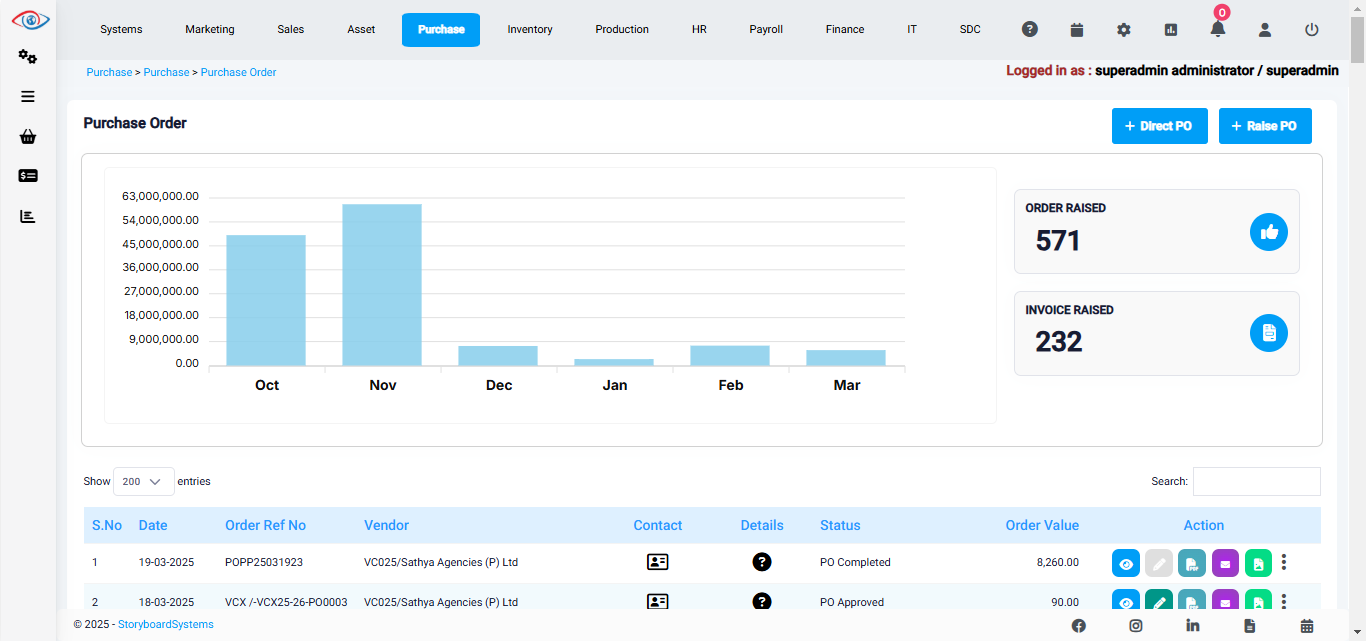 Systems Marketing Sales Asset Purchase Inventory Production HR Payroll Finance IT SDC 0
Purchase > Purchase > Purchase Order Logged in as : superadmin administrator / superadmin
Purchase Order + Direct PO + Raise PO
63,000,000.00
54,000,000.00
45,000,000.00
36,000,000.00
27,000,000.00
18,000,000.00
9,000,000.00
0.00
Oct Nov Dec Jan Feb Mar
ORDER RAISED
571
INVOICE RAISED
232
Show 200 entries Search:
S.No Date Order Ref No Vendor Contact Details Status Order Value Action
1 19-03-2025 POPP25031923 VC025/Sathya Agencies (P) Ltd PO Completed 8,260.00
2 18-03-2025 VCX /-VCX25-26-PO0003 VC025/Sathya Agencies (P) Ltd PO Approved 90.00
© 2025 - StoryboardSystems